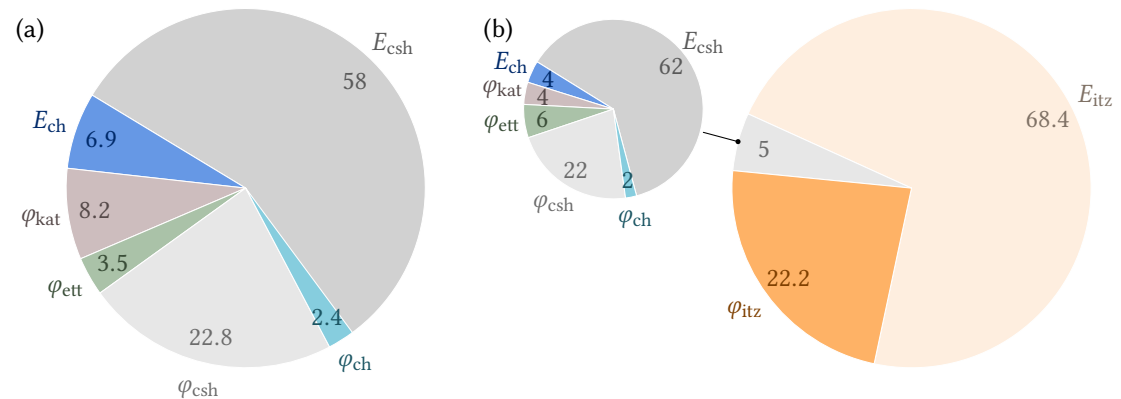 (a)
E_csh
58
E_ch
6.9
φ_kat
8.2
φ_ett
3.5
22.8
φ_csh
2.4
φ_ch
(b)
E_csh
62
E_ch
4
φ_kat
4
φ_ett
6
22
φ_csh
2
φ_ch
E_itz
68.4
5
22.2
φ_itz